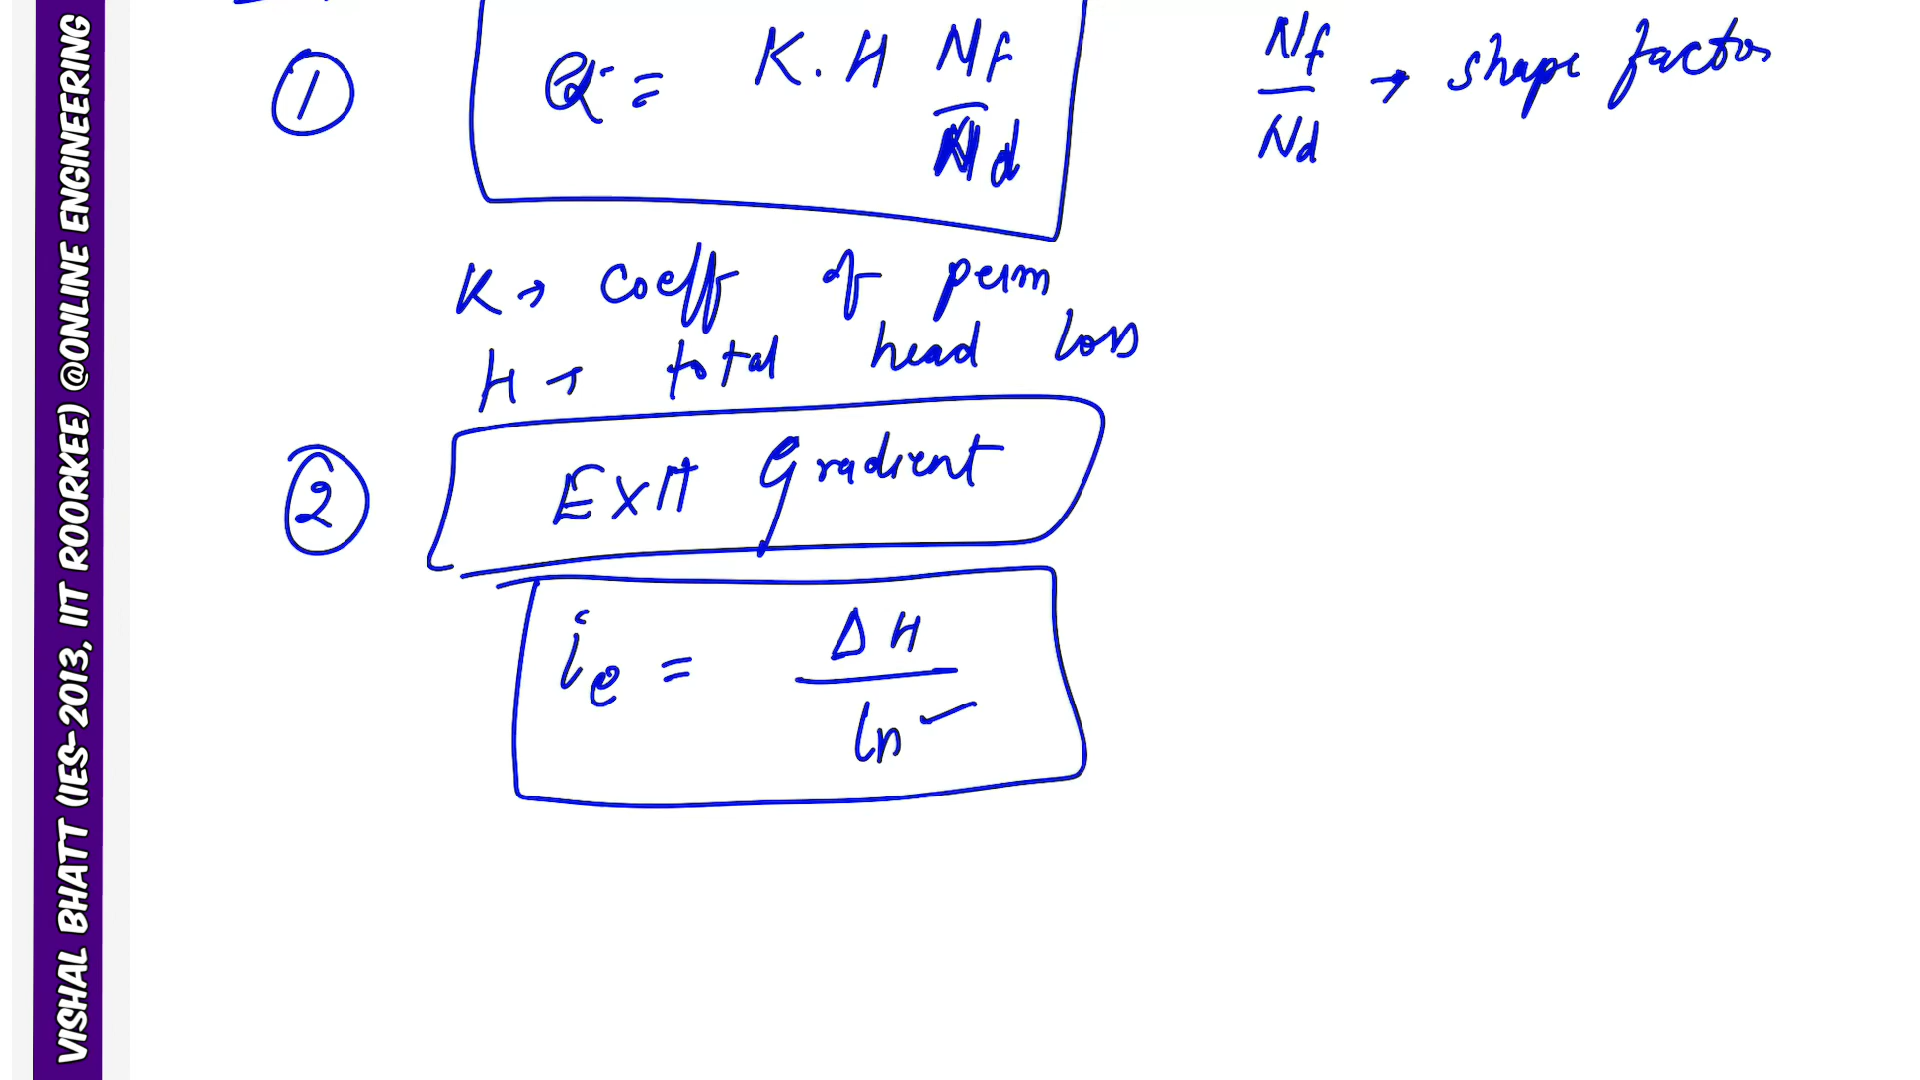 VISHAL BHATT (IES-2013, IIT ROORKEE) @ONLINE ENGINEERING
① Q = K. H Nf / Nd
Nf / Nd → shape factor
K → coeff of perm
H → total head loss
② Exit Gradient
ie = ΔH / ln